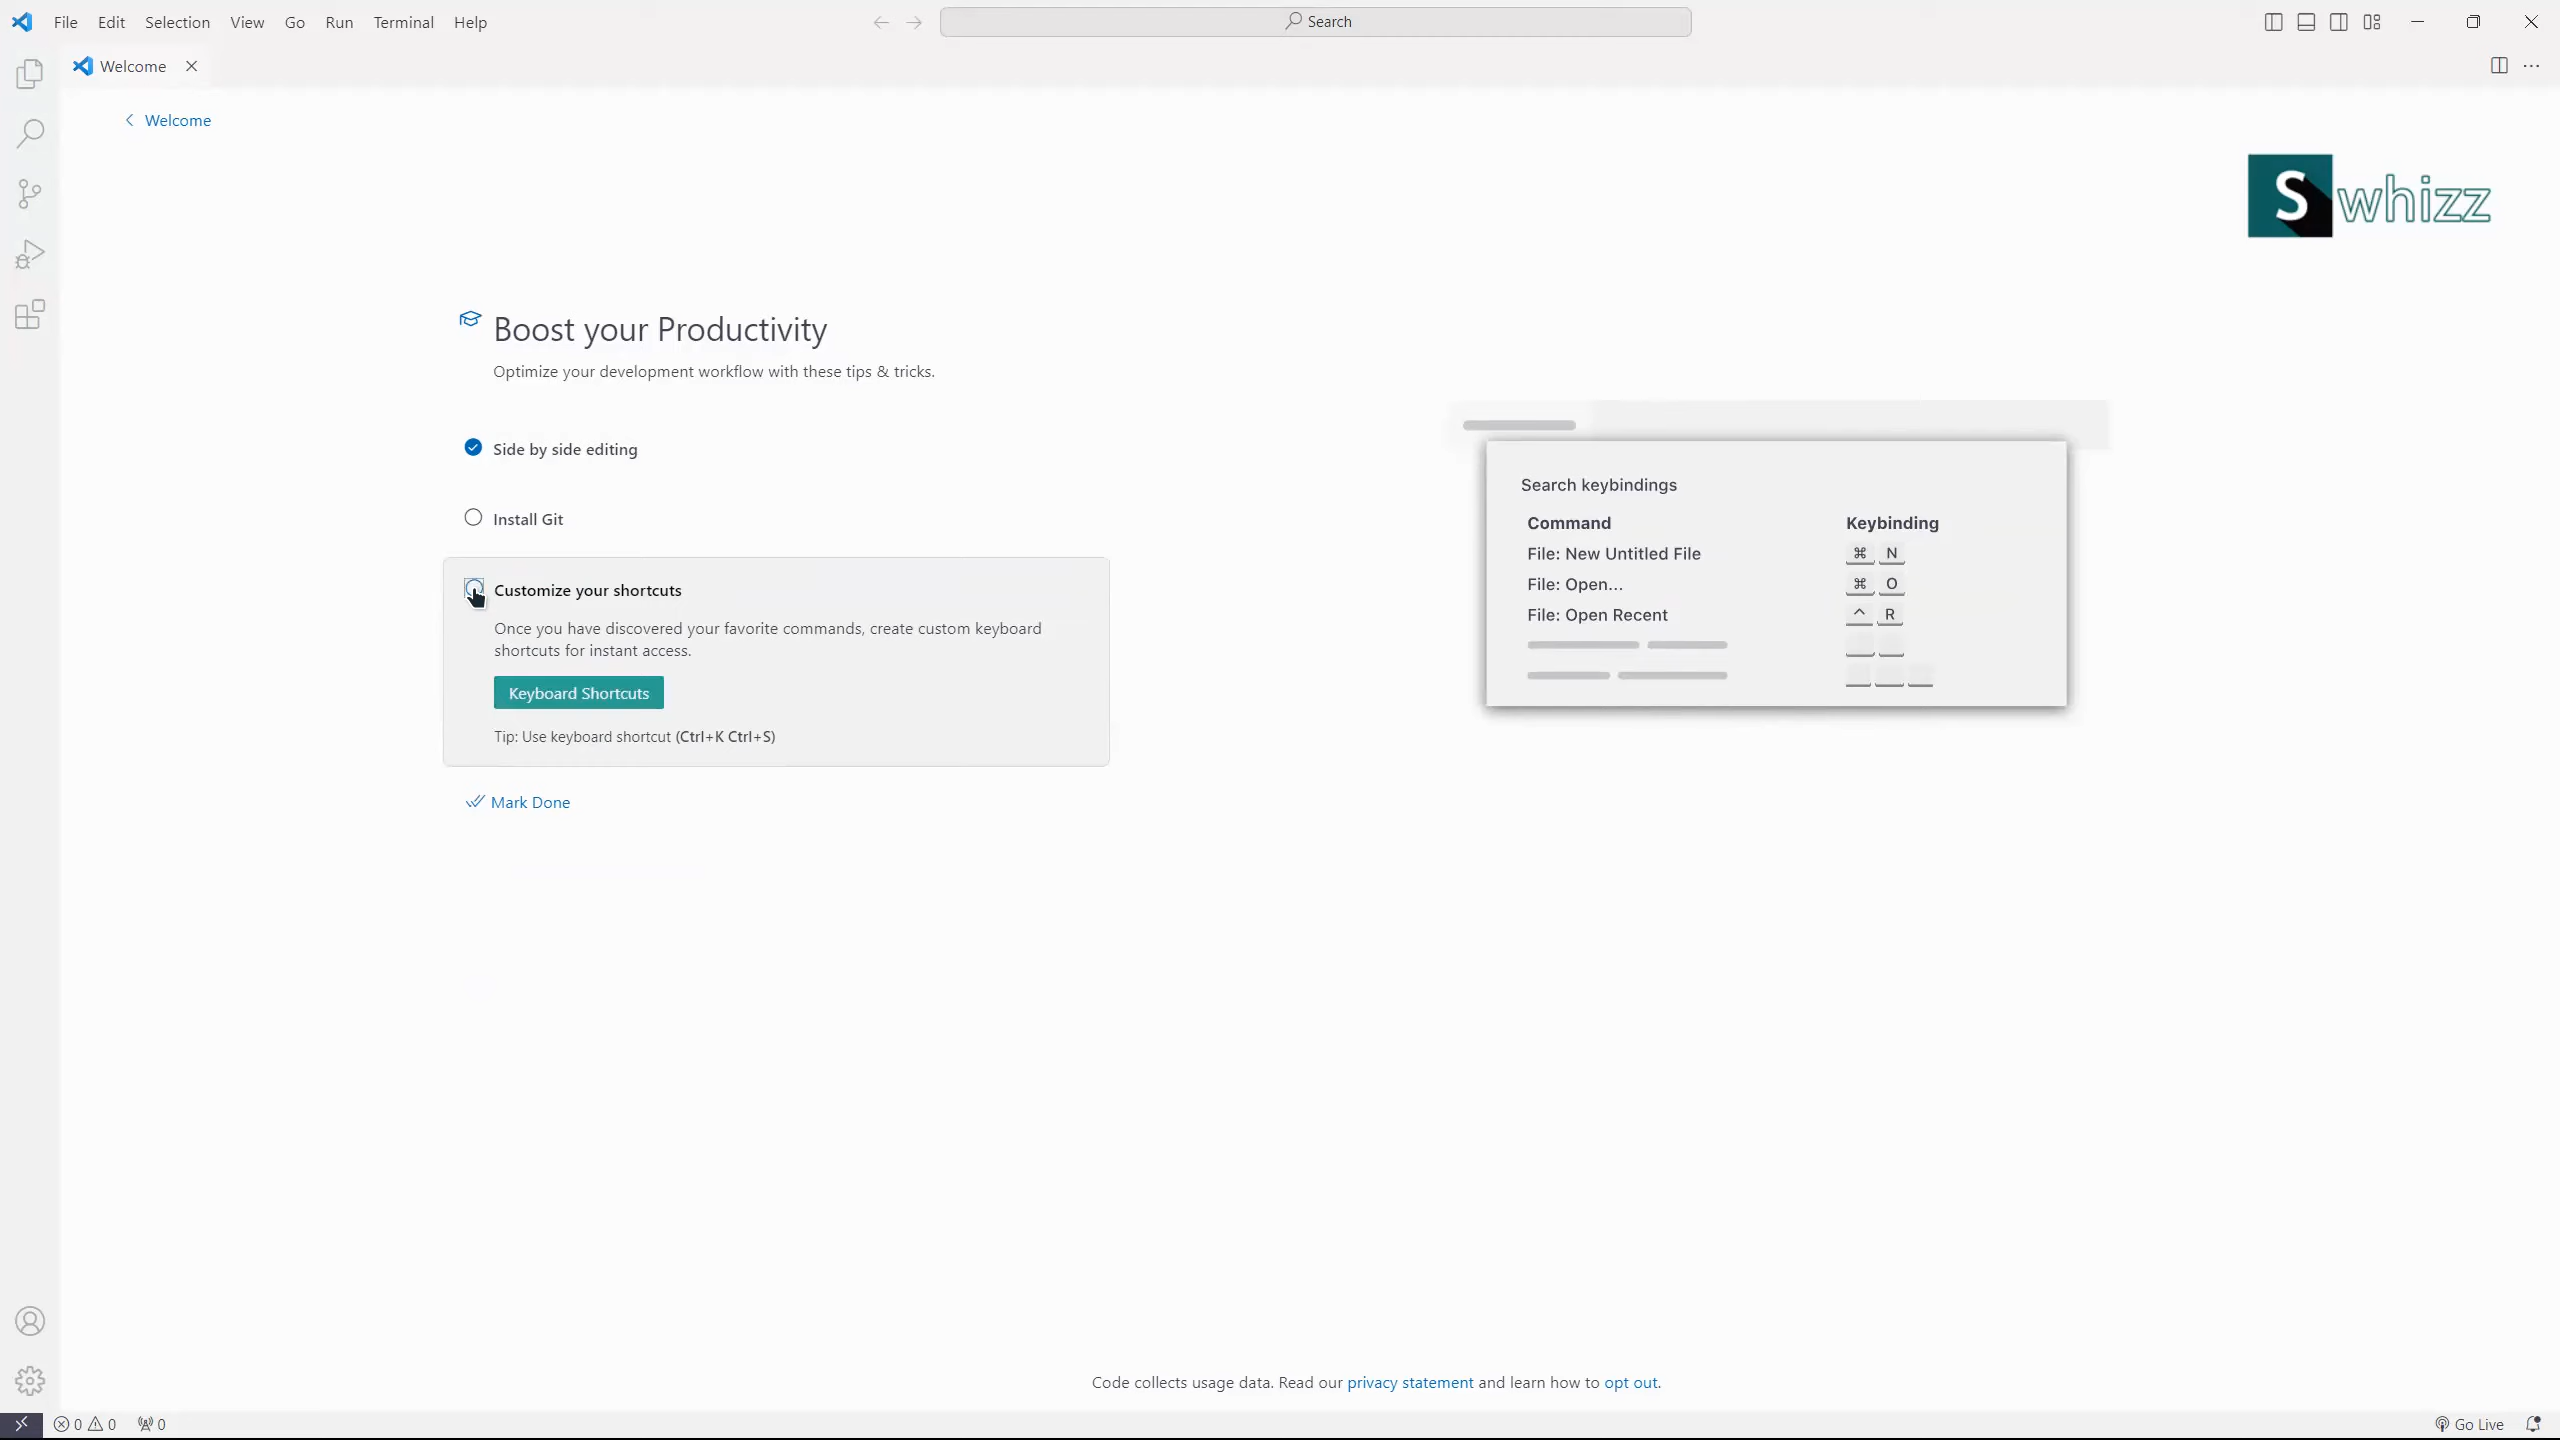 File Edit Selection View Go Run Terminal Help
Search
Welcome
Welcome
S whizz
Boost your Productivity
Optimize your development workflow with these tips & tricks.
Side by side editing
Install Git
Customize your shortcuts
Once you have discovered your favorite commands, create custom keyboard
shortcuts for instant access.
Keyboard Shortcuts
Tip: Use keyboard shortcut (Ctrl+K Ctrl+S)
Mark Done
Search keybindings
Command Keybinding
File: New Untitled File ⌘ N
File: Open... ⌘ O
File: Open Recent ^ R
Code collects usage data. Read our privacy statement and learn how to opt out.
0 0 0 Go Live